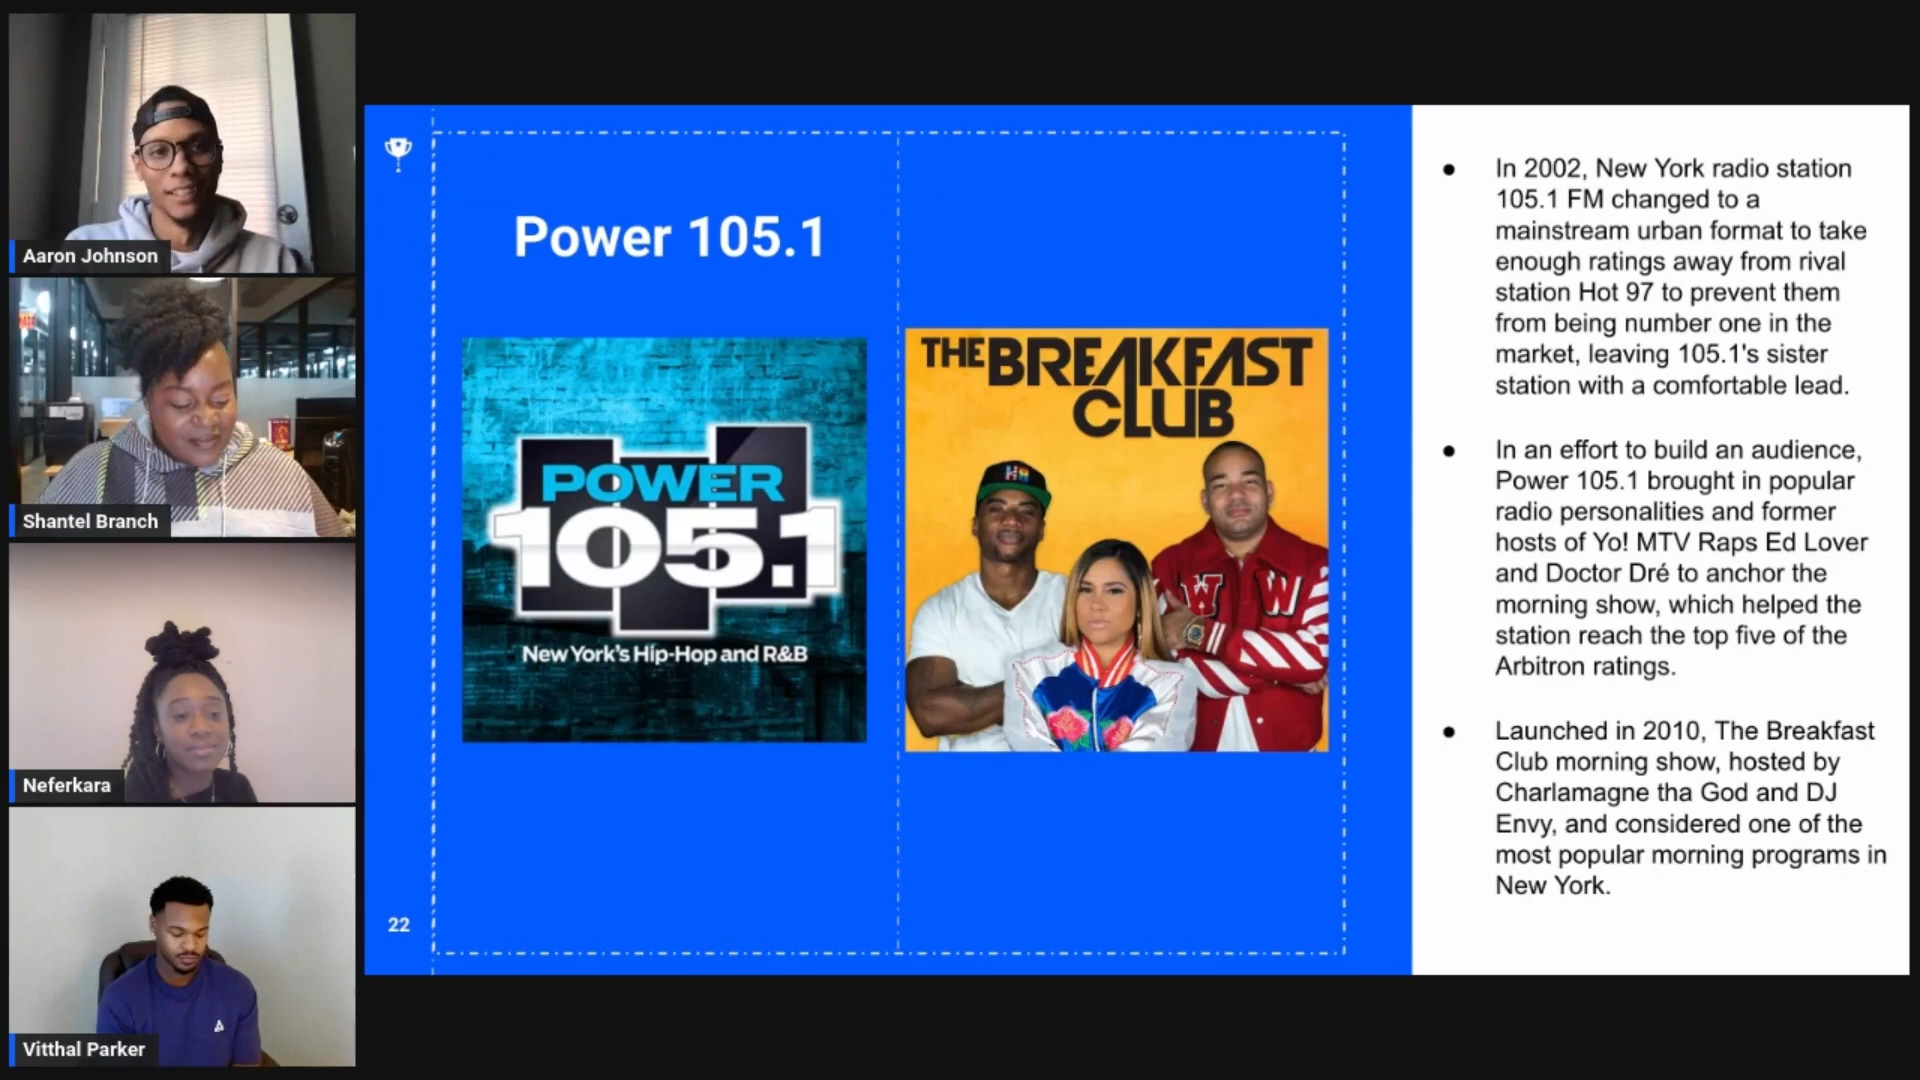 Aaron Johnson
Shantel Branch
Neferkara
Vitthal Parker
22
Power 105.1
POWER
105.1
New York's Hip-Hop and R&B
THE BREAKFAST
CLUB
W W
In 2002, New York radio station
105.1 FM changed to a
mainstream urban format to take
enough ratings away from rival
station Hot 97 to prevent them
from being number one in the
market, leaving 105.1's sister
station with a comfortable lead.
In an effort to build an audience,
Power 105.1 brought in popular
radio personalities and former
hosts of Yo! MTV Raps Ed Lover
and Doctor Dré to anchor the
morning show, which helped the
station reach the top five of the
Arbitron ratings.
Launched in 2010, The Breakfast
Club morning show, hosted by
Charlamagne tha God and DJ
Envy, and considered one of the
most popular morning programs in
New York.